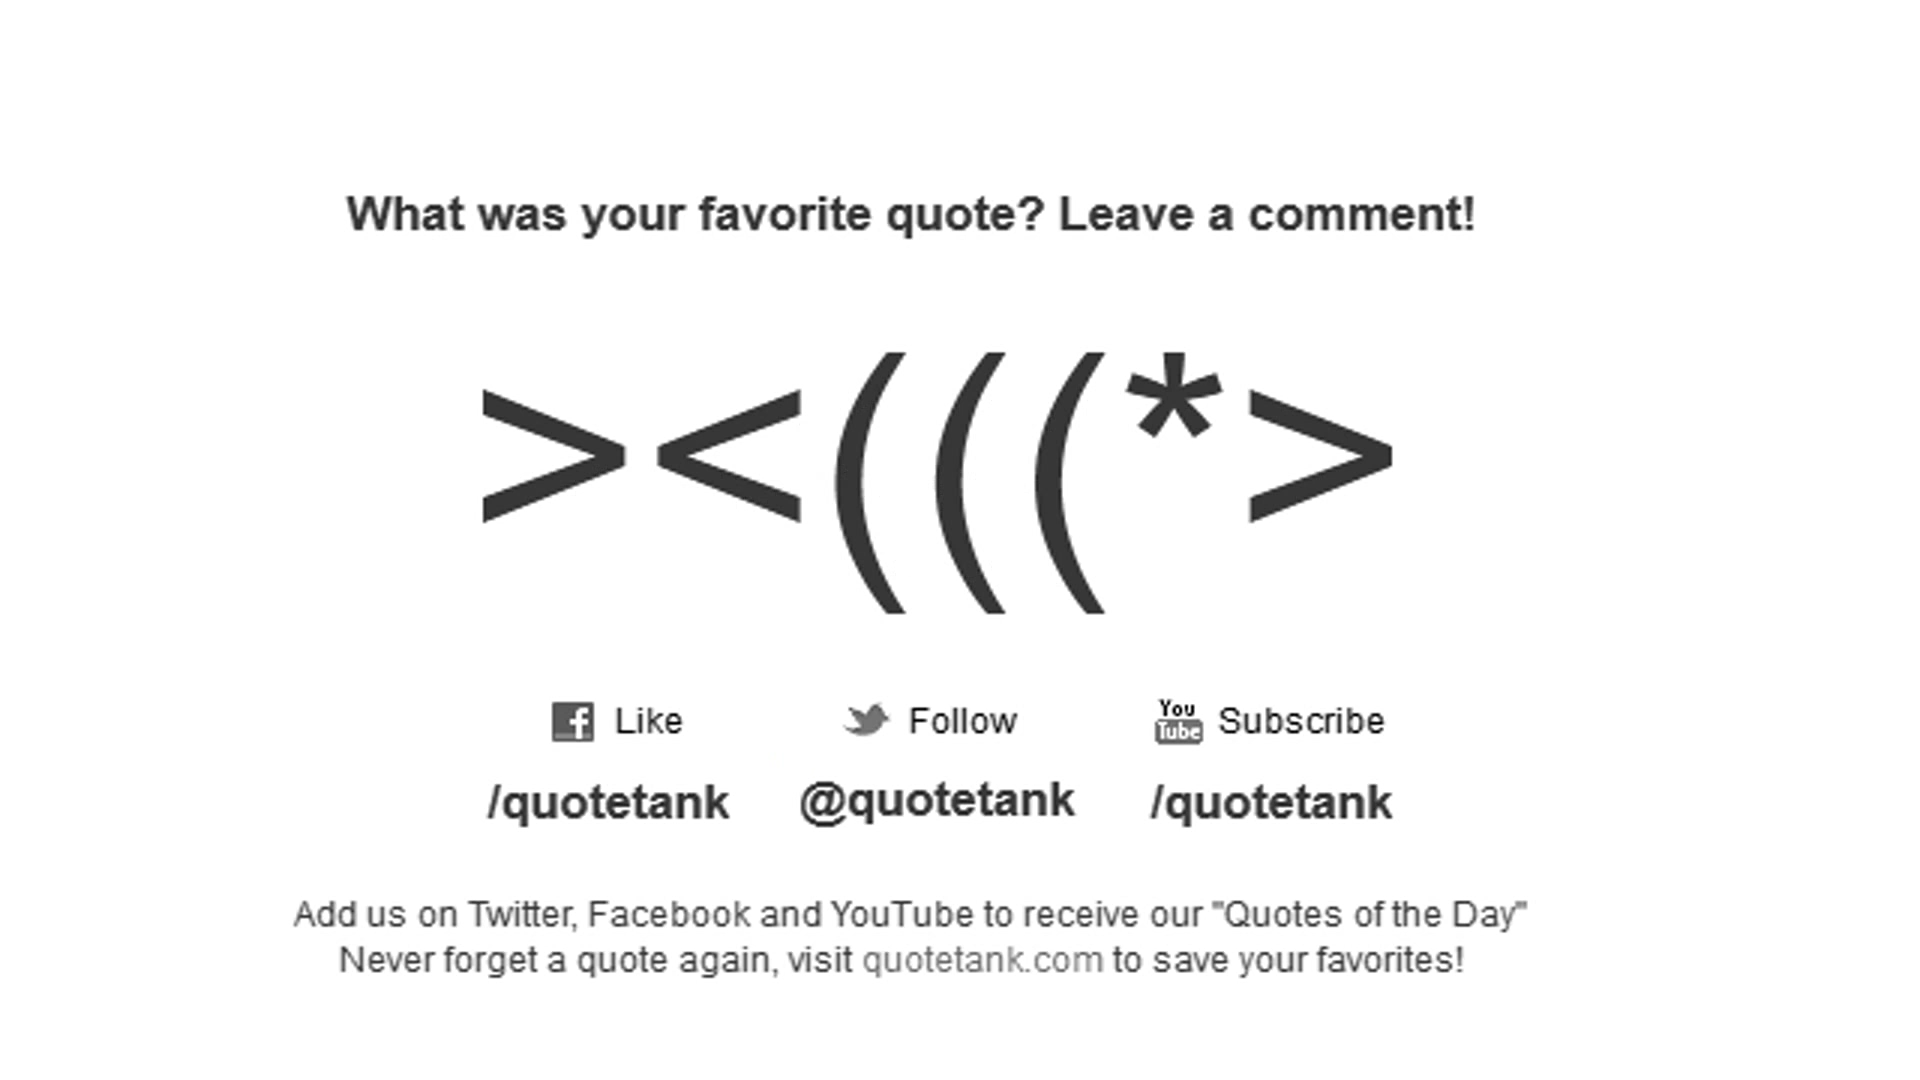 What was your favorite quote? Leave a comment!
><(((*>
f Like Follow You Tube Subscribe
/quotetank @quotetank /quotetank
Add us on Twitter, Facebook and YouTube to receive our "Quotes of the Day"
Never forget a quote again, visit quotetank.com to save your favorites!